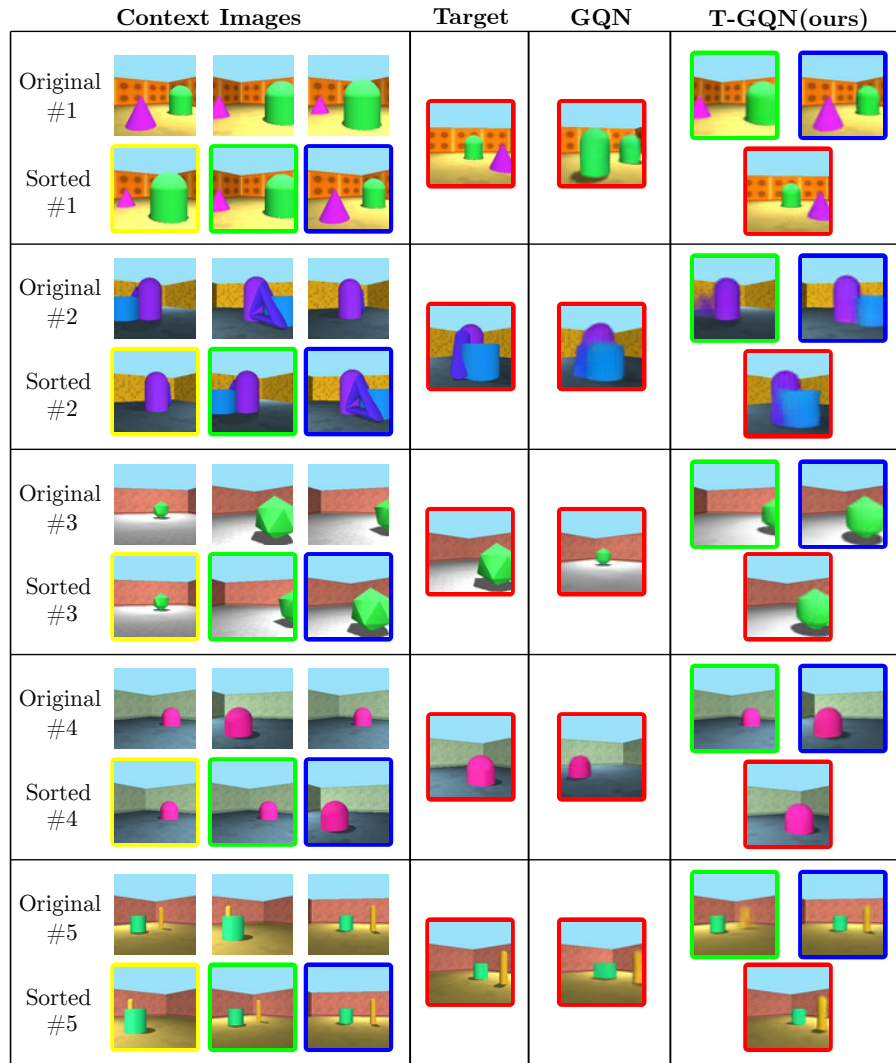 Context Images Target GQN T-GQN(ours)
Original
#1
Sorted
#1
Original
#2
Sorted
#2
Original
#3
Sorted
#3
Original
#4
Sorted
#4
Original
#5
Sorted
#5